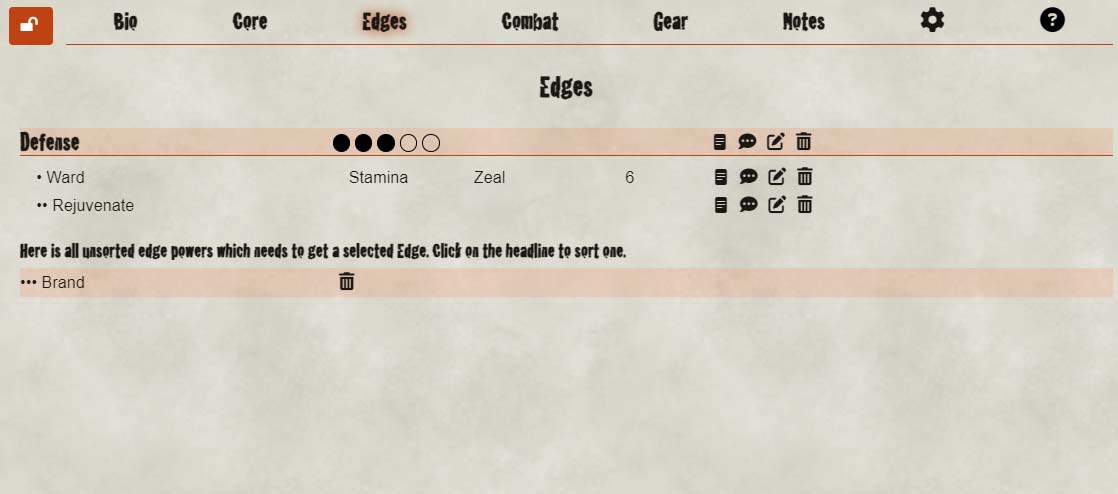 Bio Core Edges Combat Gear Notes ?
Edges
Defense
• Ward Stamina Zeal 6
•• Rejuvenate
Here is all unsorted edge powers which needs to get a selected Edge. Click on the headline to sort one.
••• Brand